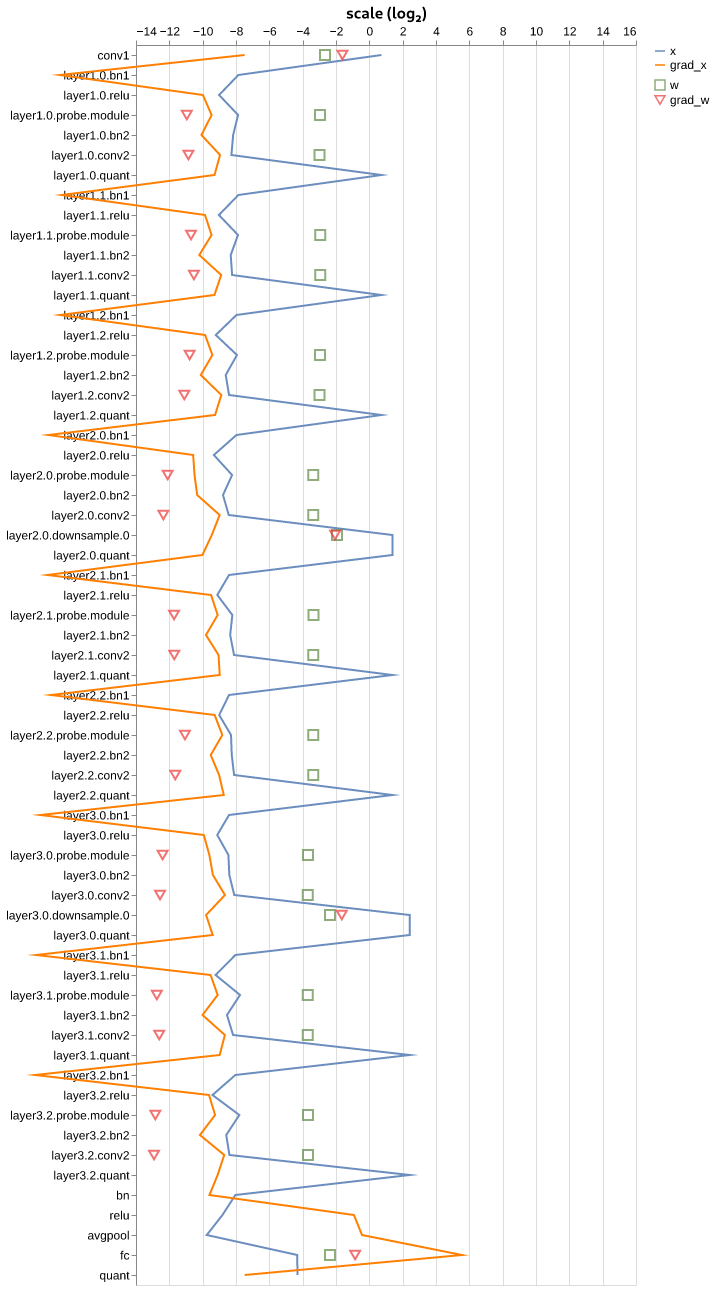 scale (log₂)
−14 −12 −10 −8 −6 −4 −2 0 2 4 6 8 10 12 14 16
x
grad_x
w
grad_w
conv1
layer1.0.bn1
layer1.0.relu
layer1.0.probe.module
layer1.0.bn2
layer1.0.conv2
layer1.0.quant
layer1.1.bn1
layer1.1.relu
layer1.1.probe.module
layer1.1.bn2
layer1.1.conv2
layer1.1.quant
layer1.2.bn1
layer1.2.relu
layer1.2.probe.module
layer1.2.bn2
layer1.2.conv2
layer1.2.quant
layer2.0.bn1
layer2.0.relu
layer2.0.probe.module
layer2.0.bn2
layer2.0.conv2
layer2.0.downsample.0
layer2.0.quant
layer2.1.bn1
layer2.1.relu
layer2.1.probe.module
layer2.1.bn2
layer2.1.conv2
layer2.1.quant
layer2.2.bn1
layer2.2.relu
layer2.2.probe.module
layer2.2.bn2
layer2.2.conv2
layer2.2.quant
layer3.0.bn1
layer3.0.relu
layer3.0.probe.module
layer3.0.bn2
layer3.0.conv2
layer3.0.downsample.0
layer3.0.quant
layer3.1.bn1
layer3.1.relu
layer3.1.probe.module
layer3.1.bn2
layer3.1.conv2
layer3.1.quant
layer3.2.bn1
layer3.2.relu
layer3.2.probe.module
layer3.2.bn2
layer3.2.conv2
layer3.2.quant
bn
relu
avgpool
fc
quant